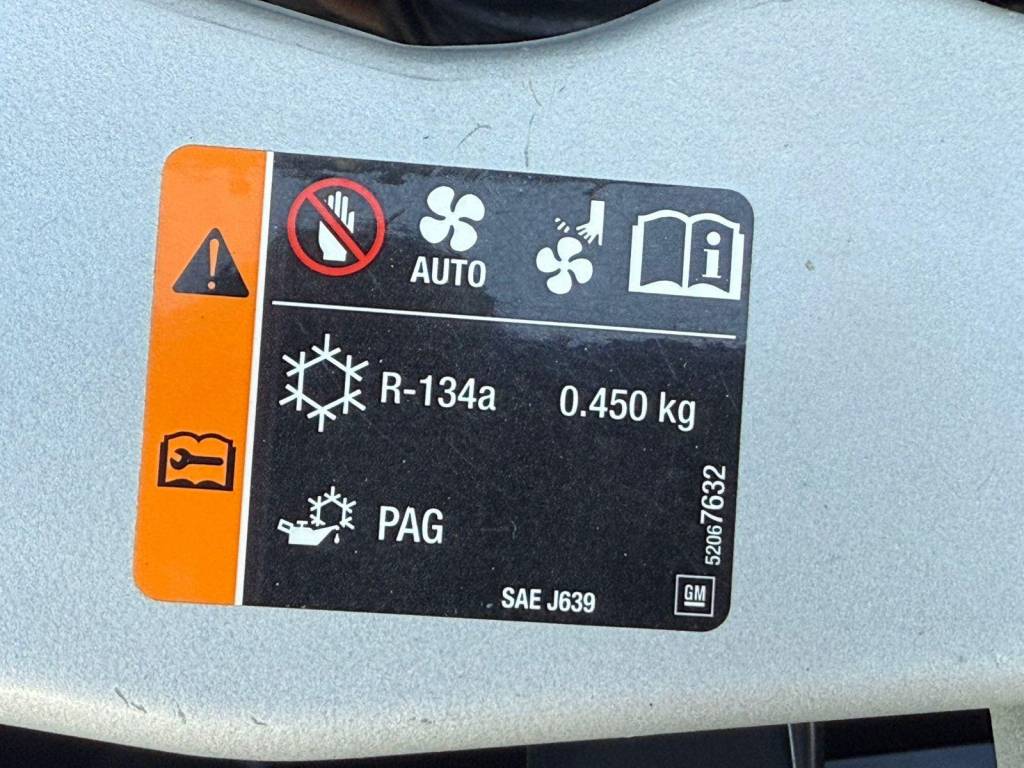 AUTO
R-134a 0.450 kg
PAG
52067632
SAE J639
GM